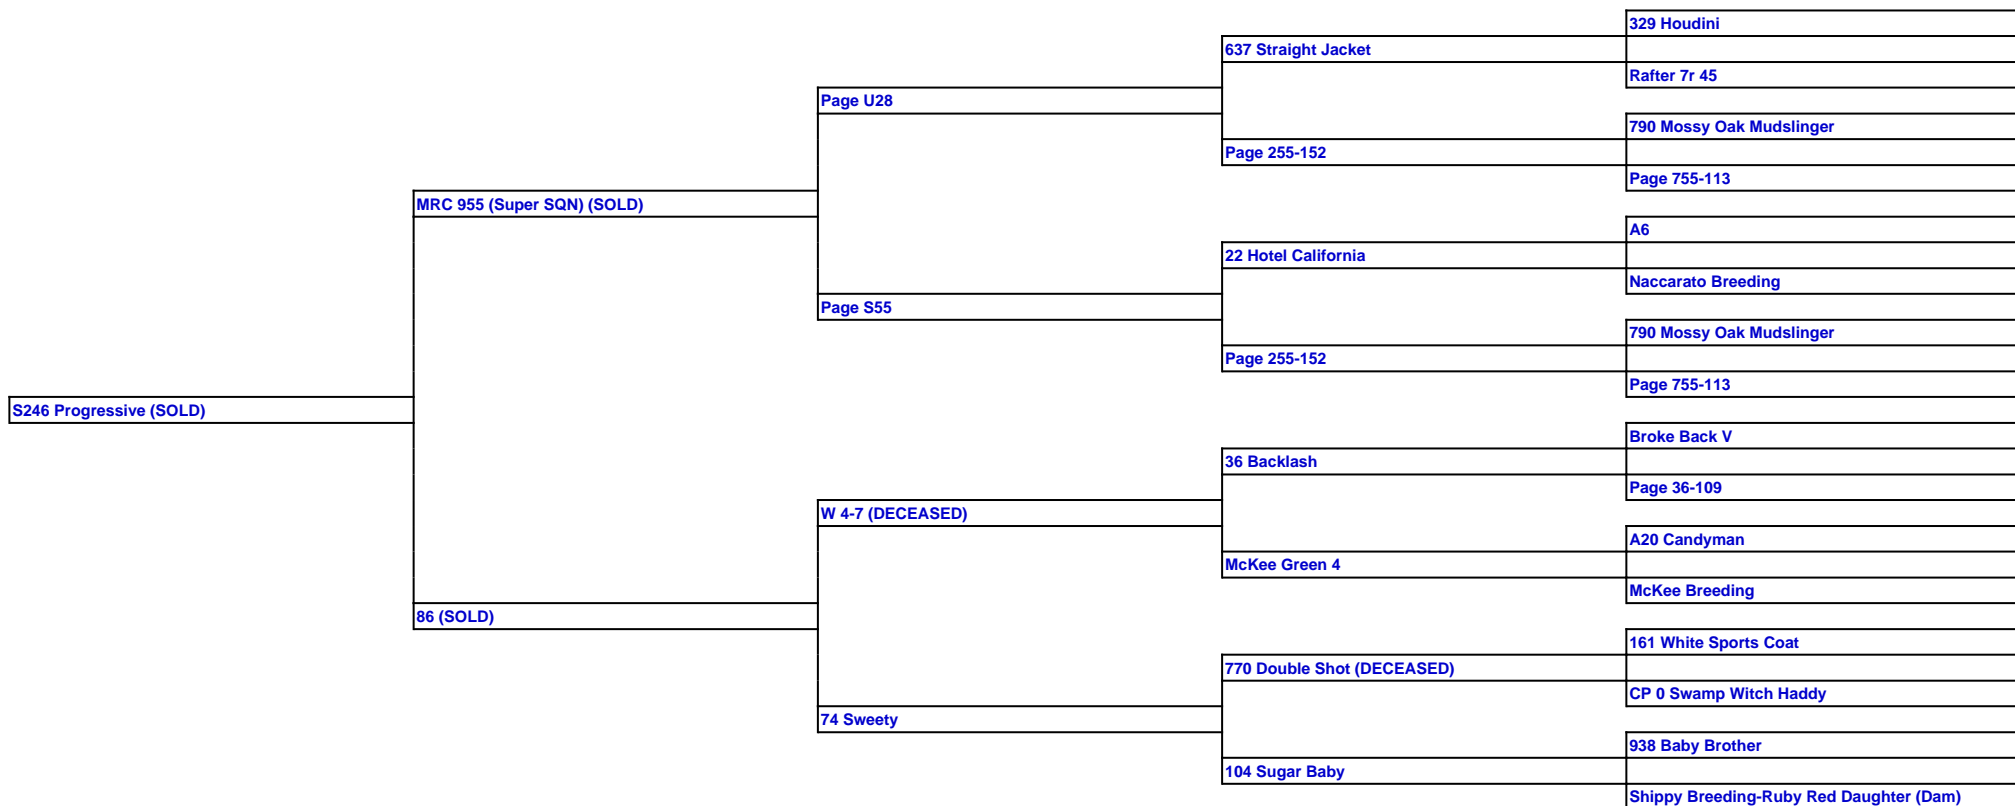 329 Houdini
637 Straight Jacket
Rafter 7r 45
Page U28
790 Mossy Oak Mudslinger
Page 255-152
Page 755-113
MRC 955 (Super SQN) (SOLD)
A6
22 Hotel California
Naccarato Breeding
Page S55
790 Mossy Oak Mudslinger
Page 255-152
Page 755-113
S246 Progressive (SOLD)
Broke Back V
36 Backlash
Page 36-109
W 4-7 (DECEASED)
A20 Candyman
McKee Green 4
McKee Breeding
86 (SOLD)
161 White Sports Coat
770 Double Shot (DECEASED)
CP 0 Swamp Witch Haddy
74 Sweety
938 Baby Brother
104 Sugar Baby
Shippy Breeding-Ruby Red Daughter (Dam)